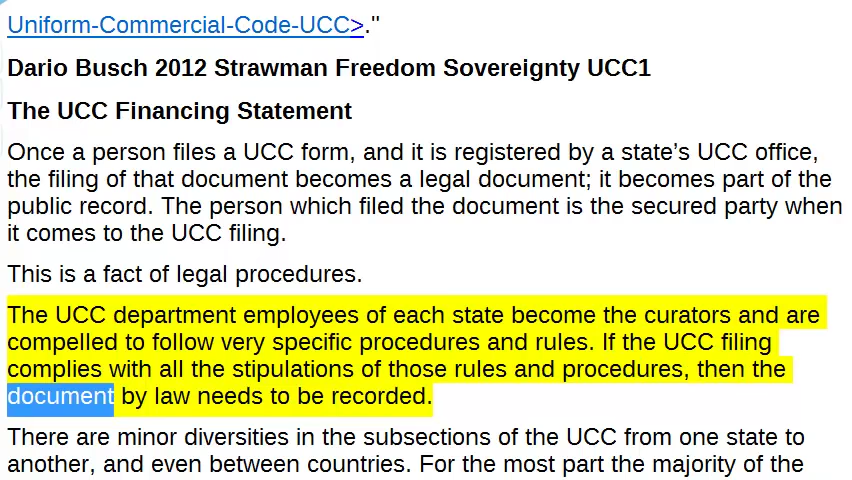 Uniform-Commercial-Code-UCC>."
Dario Busch 2012 Strawman Freedom Sovereignty UCC1
The UCC Financing Statement
Once a person files a UCC form, and it is registered by a state’s UCC office,
the filing of that document becomes a legal document; it becomes part of the
public record. The person which filed the document is the secured party when
it comes to the UCC filing.
This is a fact of legal procedures.
The UCC department employees of each state become the curators and are
compelled to follow very specific procedures and rules. If the UCC filing
complies with all the stipulations of those rules and procedures, then the
document by law needs to be recorded.
There are minor diversities in the subsections of the UCC from one state to
another, and even between countries. For the most part the majority of the